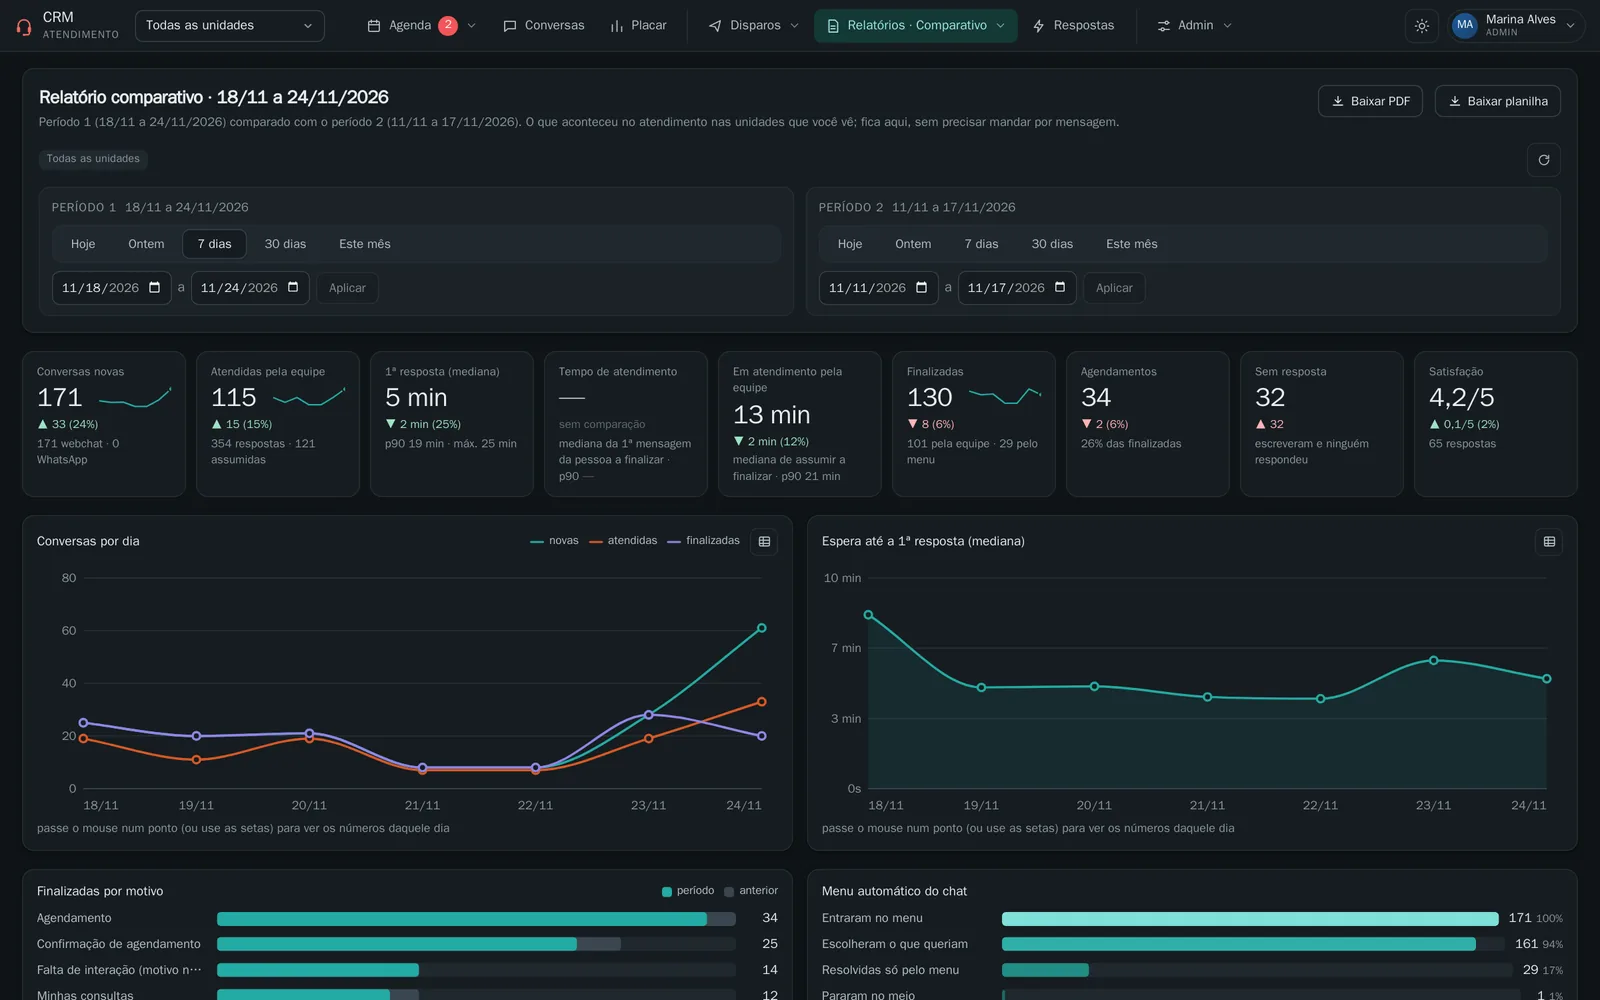 CRM
ATENDIMENTO
Todas as unidades
Agenda 2
Conversas
Placar
Disparos
Relatórios · Comparativo
Respostas
Admin
MA
Marina Alves
ADMIN
Relatório comparativo · 18/11 a 24/11/2026
Baixar PDF
Baixar planilha
Período 1 (18/11 a 24/11/2026) comparado com o período 2 (11/11 a 17/11/2026). O que aconteceu no atendimento nas unidades que você vê; fica aqui, sem precisar mandar por mensagem.
Todas as unidades
PERÍODO 1 18/11 a 24/11/2026
Hoje Ontem 7 dias 30 dias Este mês
11/18/2026 a 11/24/2026 Aplicar
PERÍODO 2 11/11 a 17/11/2026
Hoje Ontem 7 dias 30 dias Este mês
11/11/2026 a 11/17/2026 Aplicar
Conversas novas
171
▲ 33 (24%)
171 webchat · 0
WhatsApp
Atendidas pela equipe
115
▲ 15 (15%)
354 respostas · 121
assumidas
1ª resposta (mediana)
5 min
▼ 2 min (25%)
p90 19 min · máx. 25 min
Tempo de atendimento
—
sem comparação
mediana da 1ª mensagem
da pessoa a finalizar ·
p90 —
Em atendimento pela
equipe
13 min
▼ 2 min (12%)
mediana de assumir a
finalizar · p90 21 min
Finalizadas
130
▼ 8 (6%)
101 pela equipe · 29 pelo
menu
Agendamentos
34
▼ 2 (6%)
26% das finalizadas
Sem resposta
32
▲ 32
escreveram e ninguém
respondeu
Satisfação
4,2/5
▲ 0,1/5 (2%)
65 respostas
Conversas por dia
novas atendidas finalizadas
80
60
40
20
0
18/11 19/11 20/11 21/11 22/11 23/11 24/11
passe o mouse num ponto (ou use as setas) para ver os números daquele dia
Espera até a 1ª resposta (mediana)
10 min
7 min
3 min
0s
18/11 19/11 20/11 21/11 22/11 23/11 24/11
passe o mouse num ponto (ou use as setas) para ver os números daquele dia
Finalizadas por motivo
período anterior
Agendamento 34
Confirmação de agendamento 25
Falta de interação (motivo n··· 14
Minhas consultas 12
Menu automático do chat
Entraram no menu 171 100%
Escolheram o que queriam 161 94%
Resolvidas só pelo menu 29 17%
Pararam no meio 1 1%